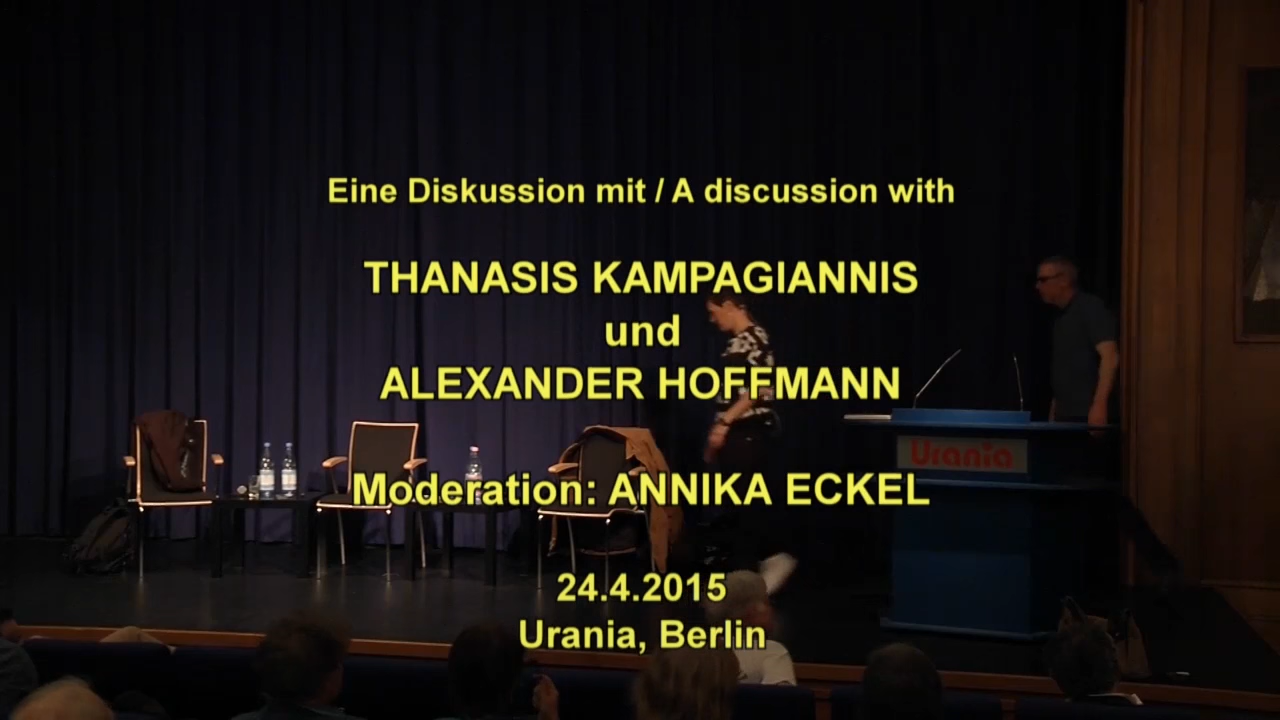 Eine Diskussion mit / A discussion with
THANASIS KAMPAGIANNIS
und
ALEXANDER HOFFMANN
Urania
Moderation: ANNIKA ECKEL
24.4.2015
Urania, Berlin